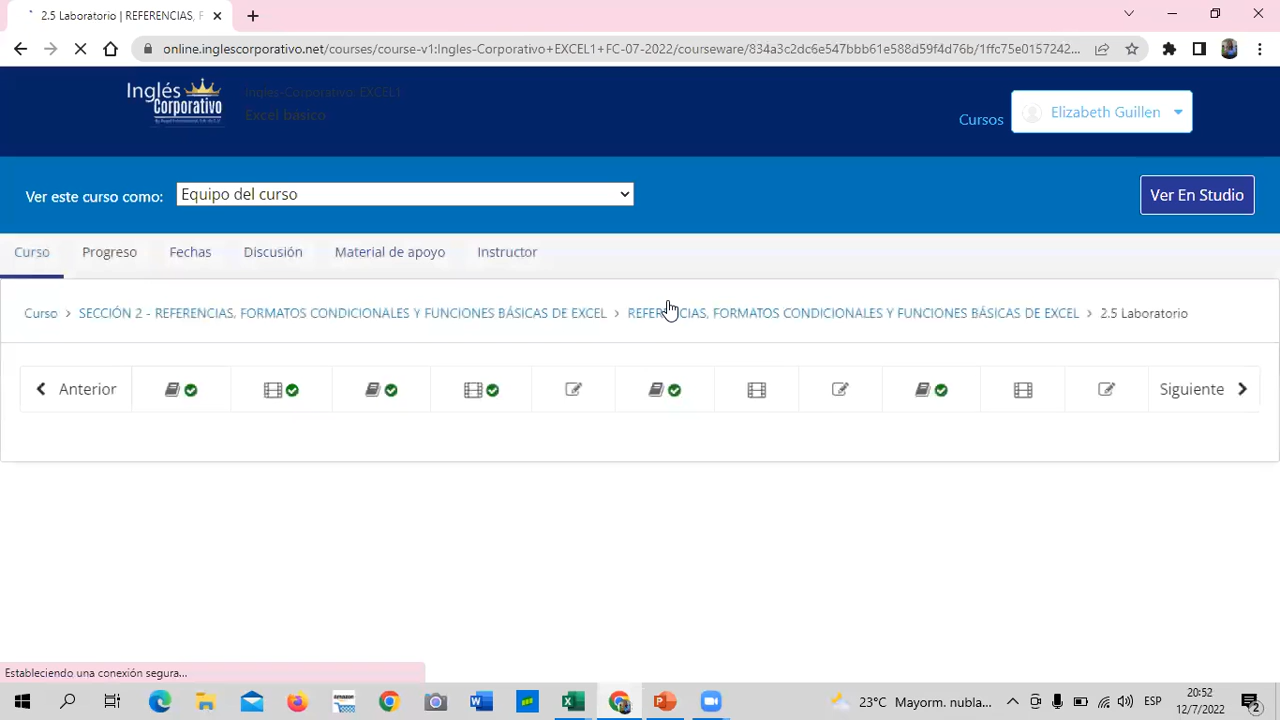 2.5 Laboratorio | REFERENCIAS, F
online.inglescorporativo.net/courses/course-v1:Ingles-Corporativo+EXCEL1+FC-07-2022/courseware/834a3c2dc6e547bbb61e588d59f4d76b/1ffc75e0157242...
Inglés
Corporativo
Ingles-Corporativo: EXCEL1
Excel básico
Cursos
Elizabeth Guillen
Ver este curso como:
Equipo del curso
Ver En Studio
Curso
Progreso
Fechas
Discusión
Material de apoyo
Instructor
Curso > SECCIÓN 2 - REFERENCIAS, FORMATOS CONDICIONALES Y FUNCIONES BÁSICAS DE EXCEL > REFERENCIAS, FORMATOS CONDICIONALES Y FUNCIONES BÁSICAS DE EXCEL > 2.5 Laboratorio
Anterior
Siguiente
Estableciendo una conexión segura...
23°C Mayorm. nubla...
ESP
20:52
12/7/2022
2